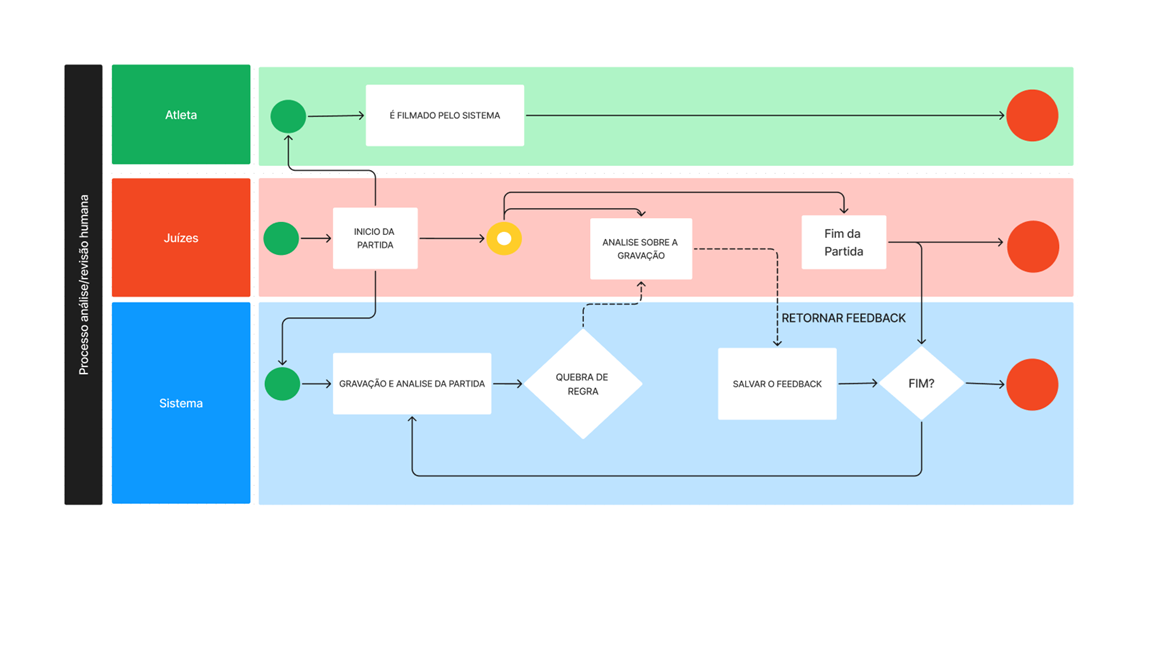 Processo análise/revisão humana
Atleta
É FILMADO PELO SISTEMA
Juízes
INICIO DA
PARTIDA
ANALISE SOBRE A
GRAVAÇÃO
Fim da
Partida
RETORNAR FEEDBACK
Sistema
GRAVAÇÃO E ANALISE DA PARTIDA
QUEBRA DE
REGRA
SALVAR O FEEDBACK
FIM?